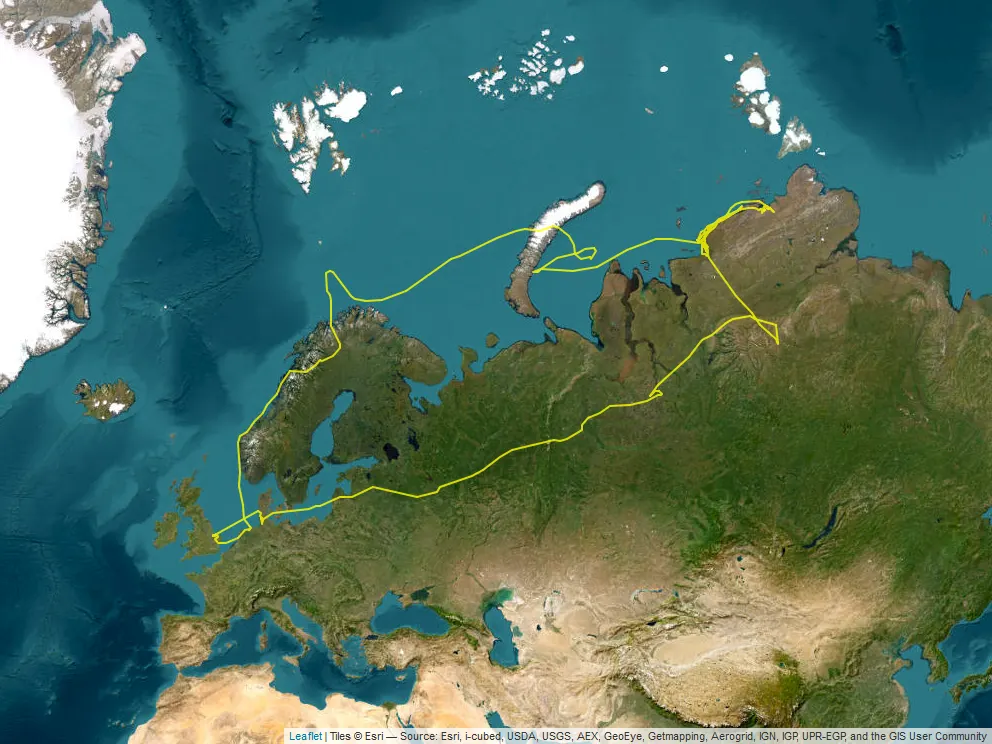 Leaflet | Tiles © Esri — Source: Esri, i-cubed, USDA, USGS, AEX, GeoEye, Getmapping, Aerogrid, IGN, IGP, UPR-EGP, and the GIS User Community